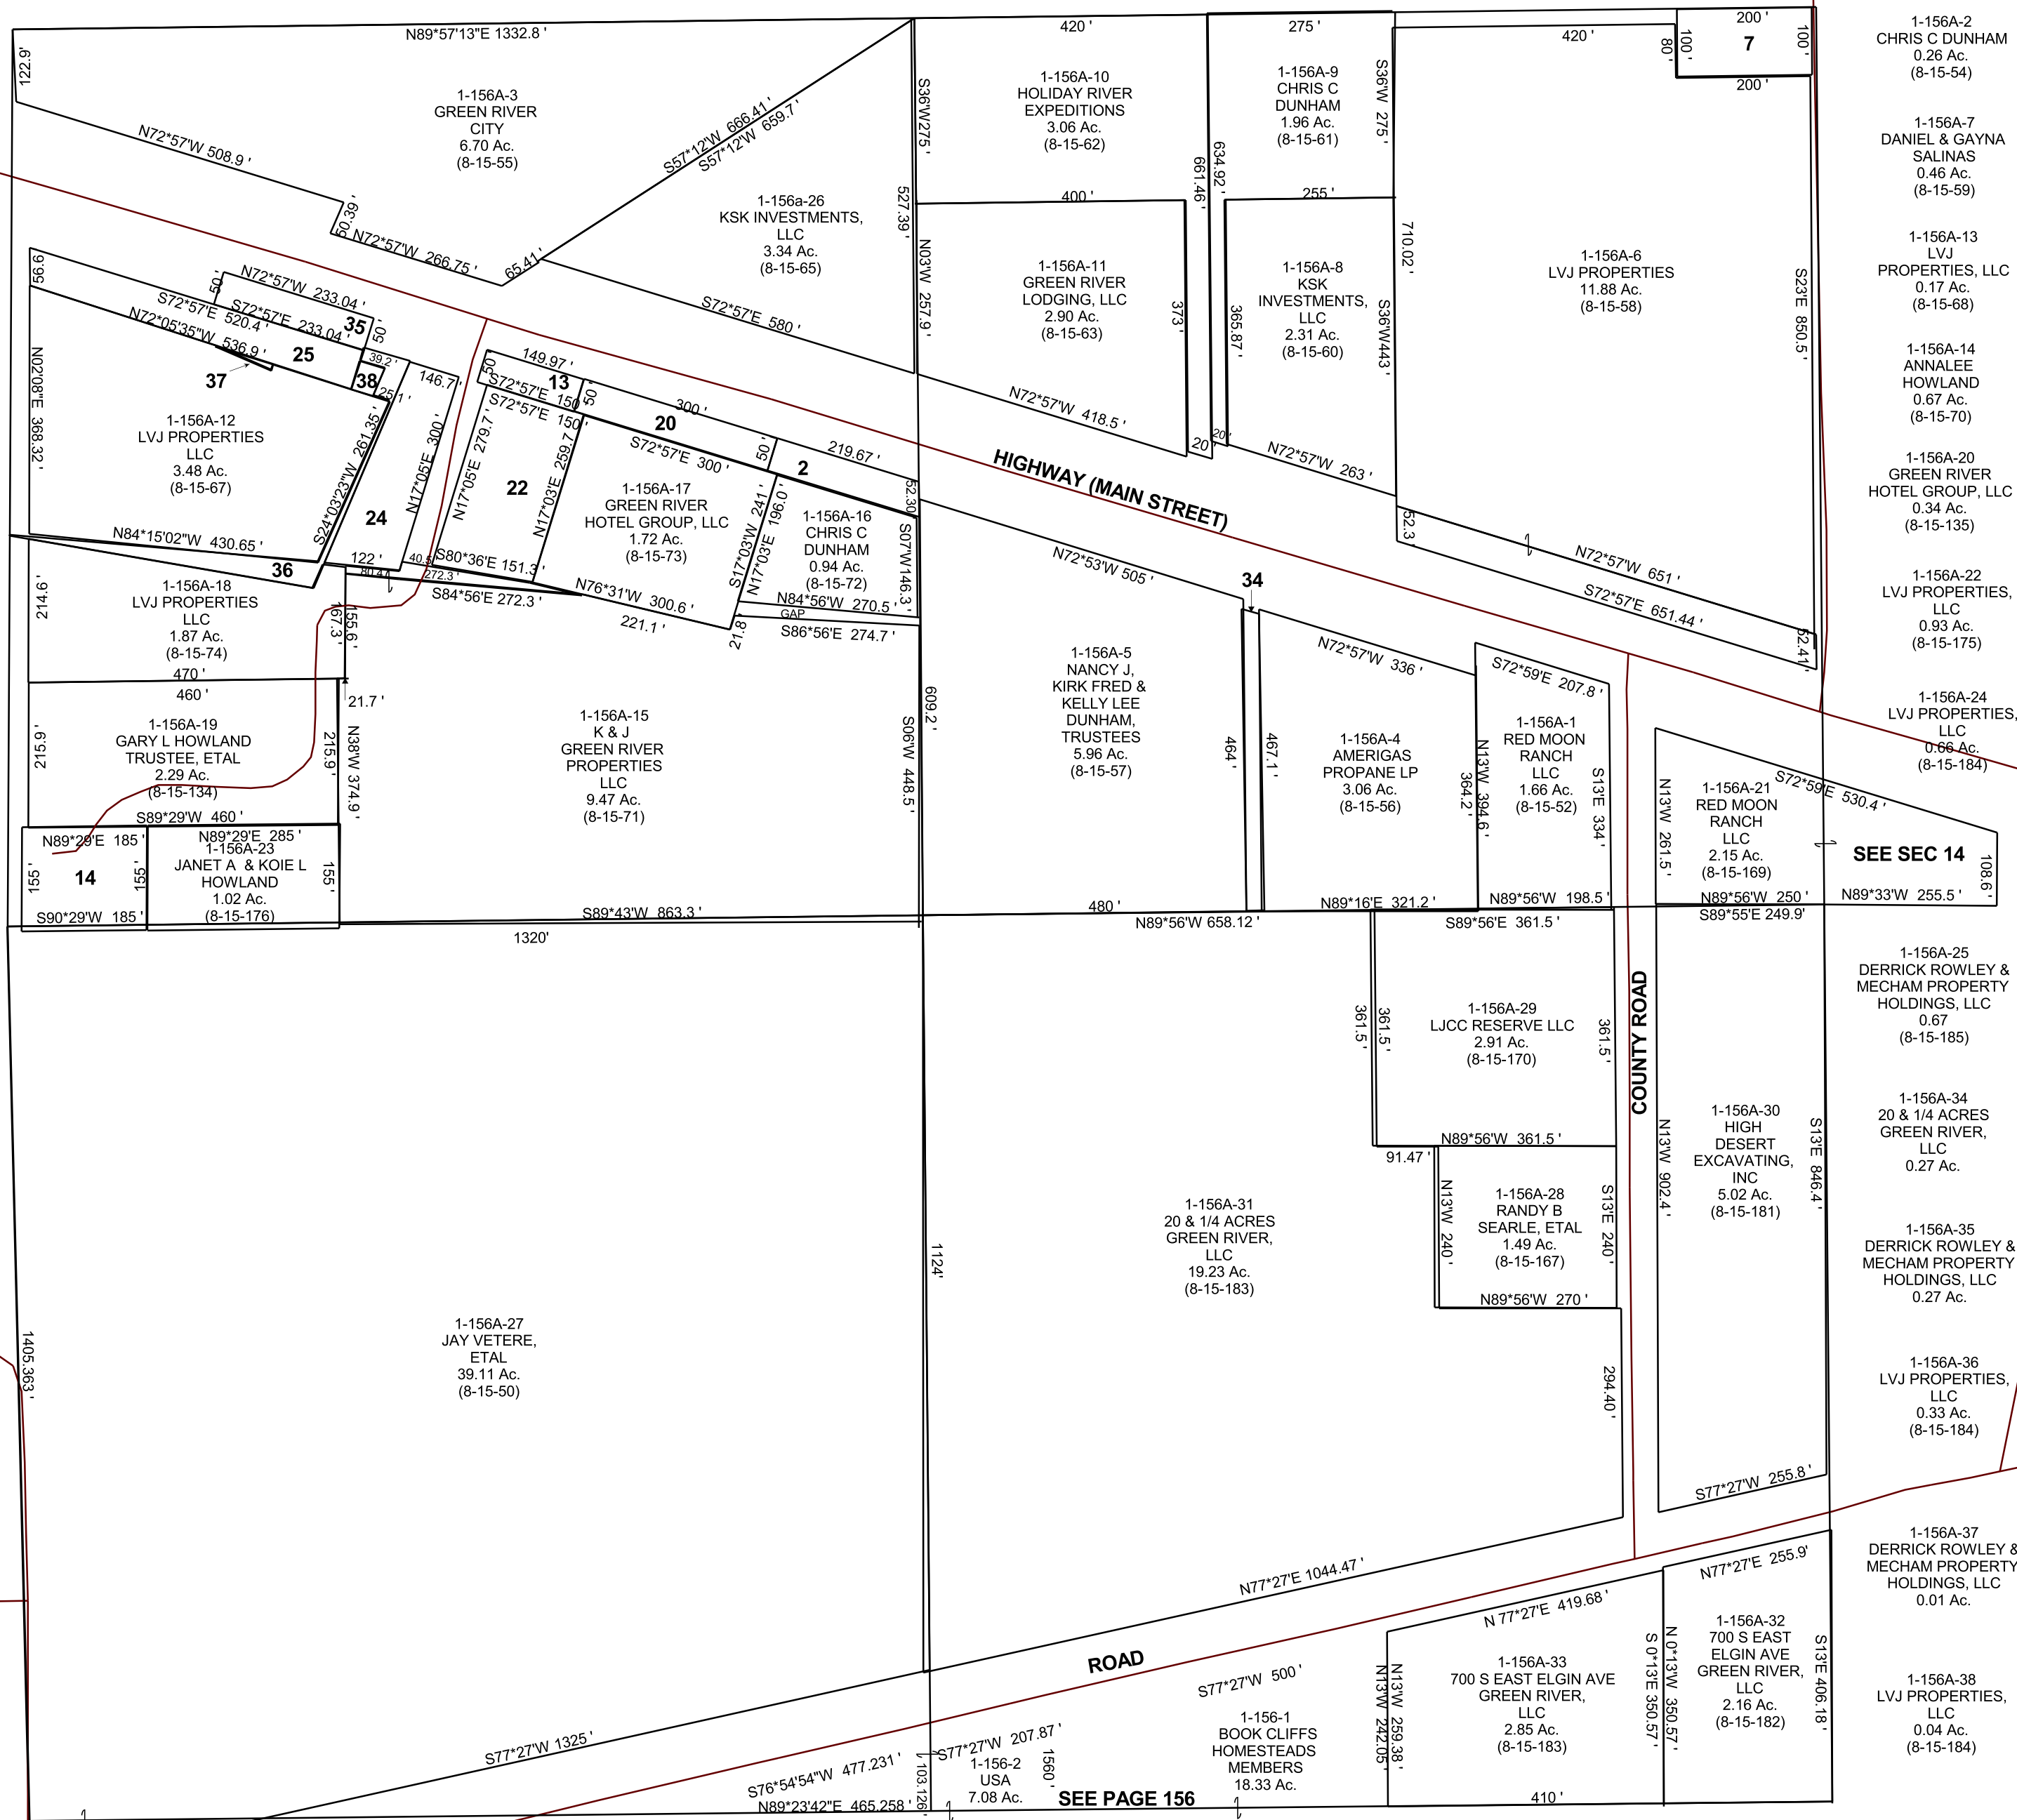 N89*57'13"E 1332.8 '
122.9'
1-156A-3
GREEN RIVER
CITY
6.70 Ac.
(8-15-55)
N72*57'W 508.9 '
50.39 '
N72*57'W 266.75 '
65.41 '
S57*12'W 666.41 '
S57*12'W 659.7 '
1-156a-26
KSK INVESTMENTS,
LLC
3.34 Ac.
(8-15-65)
S72*57'E 580 '
S36'W275 '
527.39 '
N03'W 257.9 '
420 '
1-156A-10
HOLIDAY RIVER
EXPEDITIONS
3.06 Ac.
(8-15-62)
400 '
1-156A-11
GREEN RIVER
LODGING, LLC
2.90 Ac.
(8-15-63)
373 '
N72*57'W 418.5 '
661.46 '
634.92 '
20 '
20 '
275 '
1-156A-9
CHRIS C
DUNHAM
1.96 Ac.
(8-15-61)
S36'W 275 '
255 '
1-156A-8
KSK
INVESTMENTS,
LLC
2.31 Ac.
(8-15-60)
365.87 '
S36'W443 '
710.02 '
N72*57'W 263 '
420 '
80 '
100 '
200 '
7
100 '
200 '
1-156A-6
LVJ PROPERTIES
11.88 Ac.
(8-15-58)
S23'E 850.5 '
52.3 '
N72*57'W 651 '
S72*57'E 651.44 '
52.41 '
HIGHWAY (MAIN STREET)
56.6 '
50 '
N72*57'W 233.04 '
S72*57'E 520.4 '
S72*57'E 233.04 '
35
50 '
N72*05'35"W 536.9 '
25
37
38
39.2 '
25.1 '
146.7 '
N02*08"E 368.32 '
1-156A-12
LVJ PROPERTIES
LLC
3.48 Ac.
(8-15-67)
S24*03'23"W 261.35 '
24
N17*05'E 300 '
N84*15'02"W 430.65 '
36
122 '
40.5
80.47
272.3 '
S84*56'E 272.3 '
50 '
149.97 '
13
50 '
S72*57'E 150 '
S72*57'E 150 '
300 '
20
S72*57'E 300 '
50 '
219.67 '
2
52.30 '
N17*05'E 279.7 '
22
N17*03'E 259.7 '
S80*36'E 151.3 '
1-156A-17
GREEN RIVER
HOTEL GROUP, LLC
1.72 Ac.
(8-15-73)
S17*03'W 241 '
N17*03'E 196.0 '
N76*31'W 300.6 '
221.1 '
21.8 '
1-156A-16
CHRIS C
DUNHAM
0.94 Ac.
(8-15-72)
S07'W146.3 '
N84*56'W 270.5 '
GAP
S86*56'E 274.7 '
1-156A-18
LVJ PROPERTIES
LLC
1.87 Ac.
(8-15-74)
214.6 '
167.3 '
155.6 '
470 '
460 '
21.7 '
1-156A-19
GARY L HOWLAND
TRUSTEE, ETAL
2.29 Ac.
(8-15-134)
215.9 '
215.9 '
N38'W 374.9 '
S89*29'W 460 '
N89*29'E 185 '
155 '
14
155 '
S90*29'W 185 '
N89*29'E 285 '
1-156A-23
JANET A & KOIE L
HOWLAND
1.02 Ac.
(8-15-176)
155 '
1-156A-15
K & J
GREEN RIVER
PROPERTIES
LLC
9.47 Ac.
(8-15-71)
S06'W 448.5 '
609.2 '
S89*43'W 863.3 '
1320'
N72*53'W 505 '
34
1-156A-5
NANCY J,
KIRK FRED &
KELLY LEE
DUNHAM,
TRUSTEES
5.96 Ac.
(8-15-57)
464 '
467.1 '
480 '
N72*57'W 336 '
1-156A-4
AMERIGAS
PROPANE LP
3.06 Ac.
(8-15-56)
364.2 '
N13'W 394.6 '
N89*16'E 321.2 '
S72*59'E 207.8 '
1-156A-1
RED MOON
RANCH
LLC
1.66 Ac.
(8-15-52)
S13'E 334 '
N89*56'W 198.5 '
N13'W 261.5 '
1-156A-21
RED MOON
RANCH
LLC
2.15 Ac.
(8-15-169)
S72*59'E 530.4 '
SEE SEC 14
108.6 '
N89*56'W 250 '
N89*33'W 255.5 '
S89*55'E 249.9'
N89*56'W 658.12 '
S89*56'E 361.5 '
361.5 '
361.5 '
1-156A-29
LJCC RESERVE LLC
2.91 Ac.
(8-15-170)
361.5 '
N89*56'W 361.5 '
91.47 '
N13'W 240 '
1-156A-28
RANDY B
SEARLE, ETAL
1.49 Ac.
(8-15-167)
S13'E 240 '
N89*56'W 270 '
294.40 '
COUNTY ROAD
N13'W 902.4 '
1-156A-30
HIGH
DESERT
EXCAVATING,
INC
5.02 Ac.
(8-15-181)
S13'E 846.4 '
S77*27'W 255.8 '
1-156A-31
20 & 1/4 ACRES
GREEN RIVER,
LLC
19.23 Ac.
(8-15-183)
1124'
N77*27'E 1044.47 '
1-156A-27
JAY VETERE,
ETAL
39.11 Ac.
(8-15-50)
1405.363 '
S77*27'W 1325 '
ROAD
S76*54'54"W 477.231 '
N89*23'42"E 465.258 '
103.126 '
S77*27'W 207.87 '
1-156-2
USA
7.08 Ac.
1560 '
SEE PAGE 156
S77*27'W 500 '
1-156-1
BOOK CLIFFS
HOMESTEADS
MEMBERS
18.33 Ac.
N13'W 242.05 '
N13'W 259.38 '
N 77*27'E 419.68 '
1-156A-33
700 S EAST ELGIN AVE
GREEN RIVER,
LLC
2.85 Ac.
(8-15-183)
410 '
S 0*13'E 350.57 '
N 0*13'W 350.57 '
N77*27'E 255.9'
1-156A-32
700 S EAST
ELGIN AVE
GREEN RIVER,
LLC
2.16 Ac.
(8-15-182)
S13'E 406.18 '
1-156A-2
CHRIS C DUNHAM
0.26 Ac.
(8-15-54)
1-156A-7
DANIEL & GAYNA
SALINAS
0.46 Ac.
(8-15-59)
1-156A-13
LVJ
PROPERTIES, LLC
0.17 Ac.
(8-15-68)
1-156A-14
ANNALEE
HOWLAND
0.67 Ac.
(8-15-70)
1-156A-20
GREEN RIVER
HOTEL GROUP, LLC
0.34 Ac.
(8-15-135)
1-156A-22
LVJ PROPERTIES,
LLC
0.93 Ac.
(8-15-175)
1-156A-24
LVJ PROPERTIES,
LLC
0.66 Ac.
(8-15-184)
1-156A-25
DERRICK ROWLEY &
MECHAM PROPERTY
HOLDINGS, LLC
0.67
(8-15-185)
1-156A-34
20 & 1/4 ACRES
GREEN RIVER,
LLC
0.27 Ac.
1-156A-35
DERRICK ROWLEY &
MECHAM PROPERTY
HOLDINGS, LLC
0.27 Ac.
1-156A-36
LVJ PROPERTIES,
LLC
0.33 Ac.
(8-15-184)
1-156A-37
DERRICK ROWLEY &
MECHAM PROPERTY
HOLDINGS, LLC
0.01 Ac.
1-156A-38
LVJ PROPERTIES,
LLC
0.04 Ac.
(8-15-184)